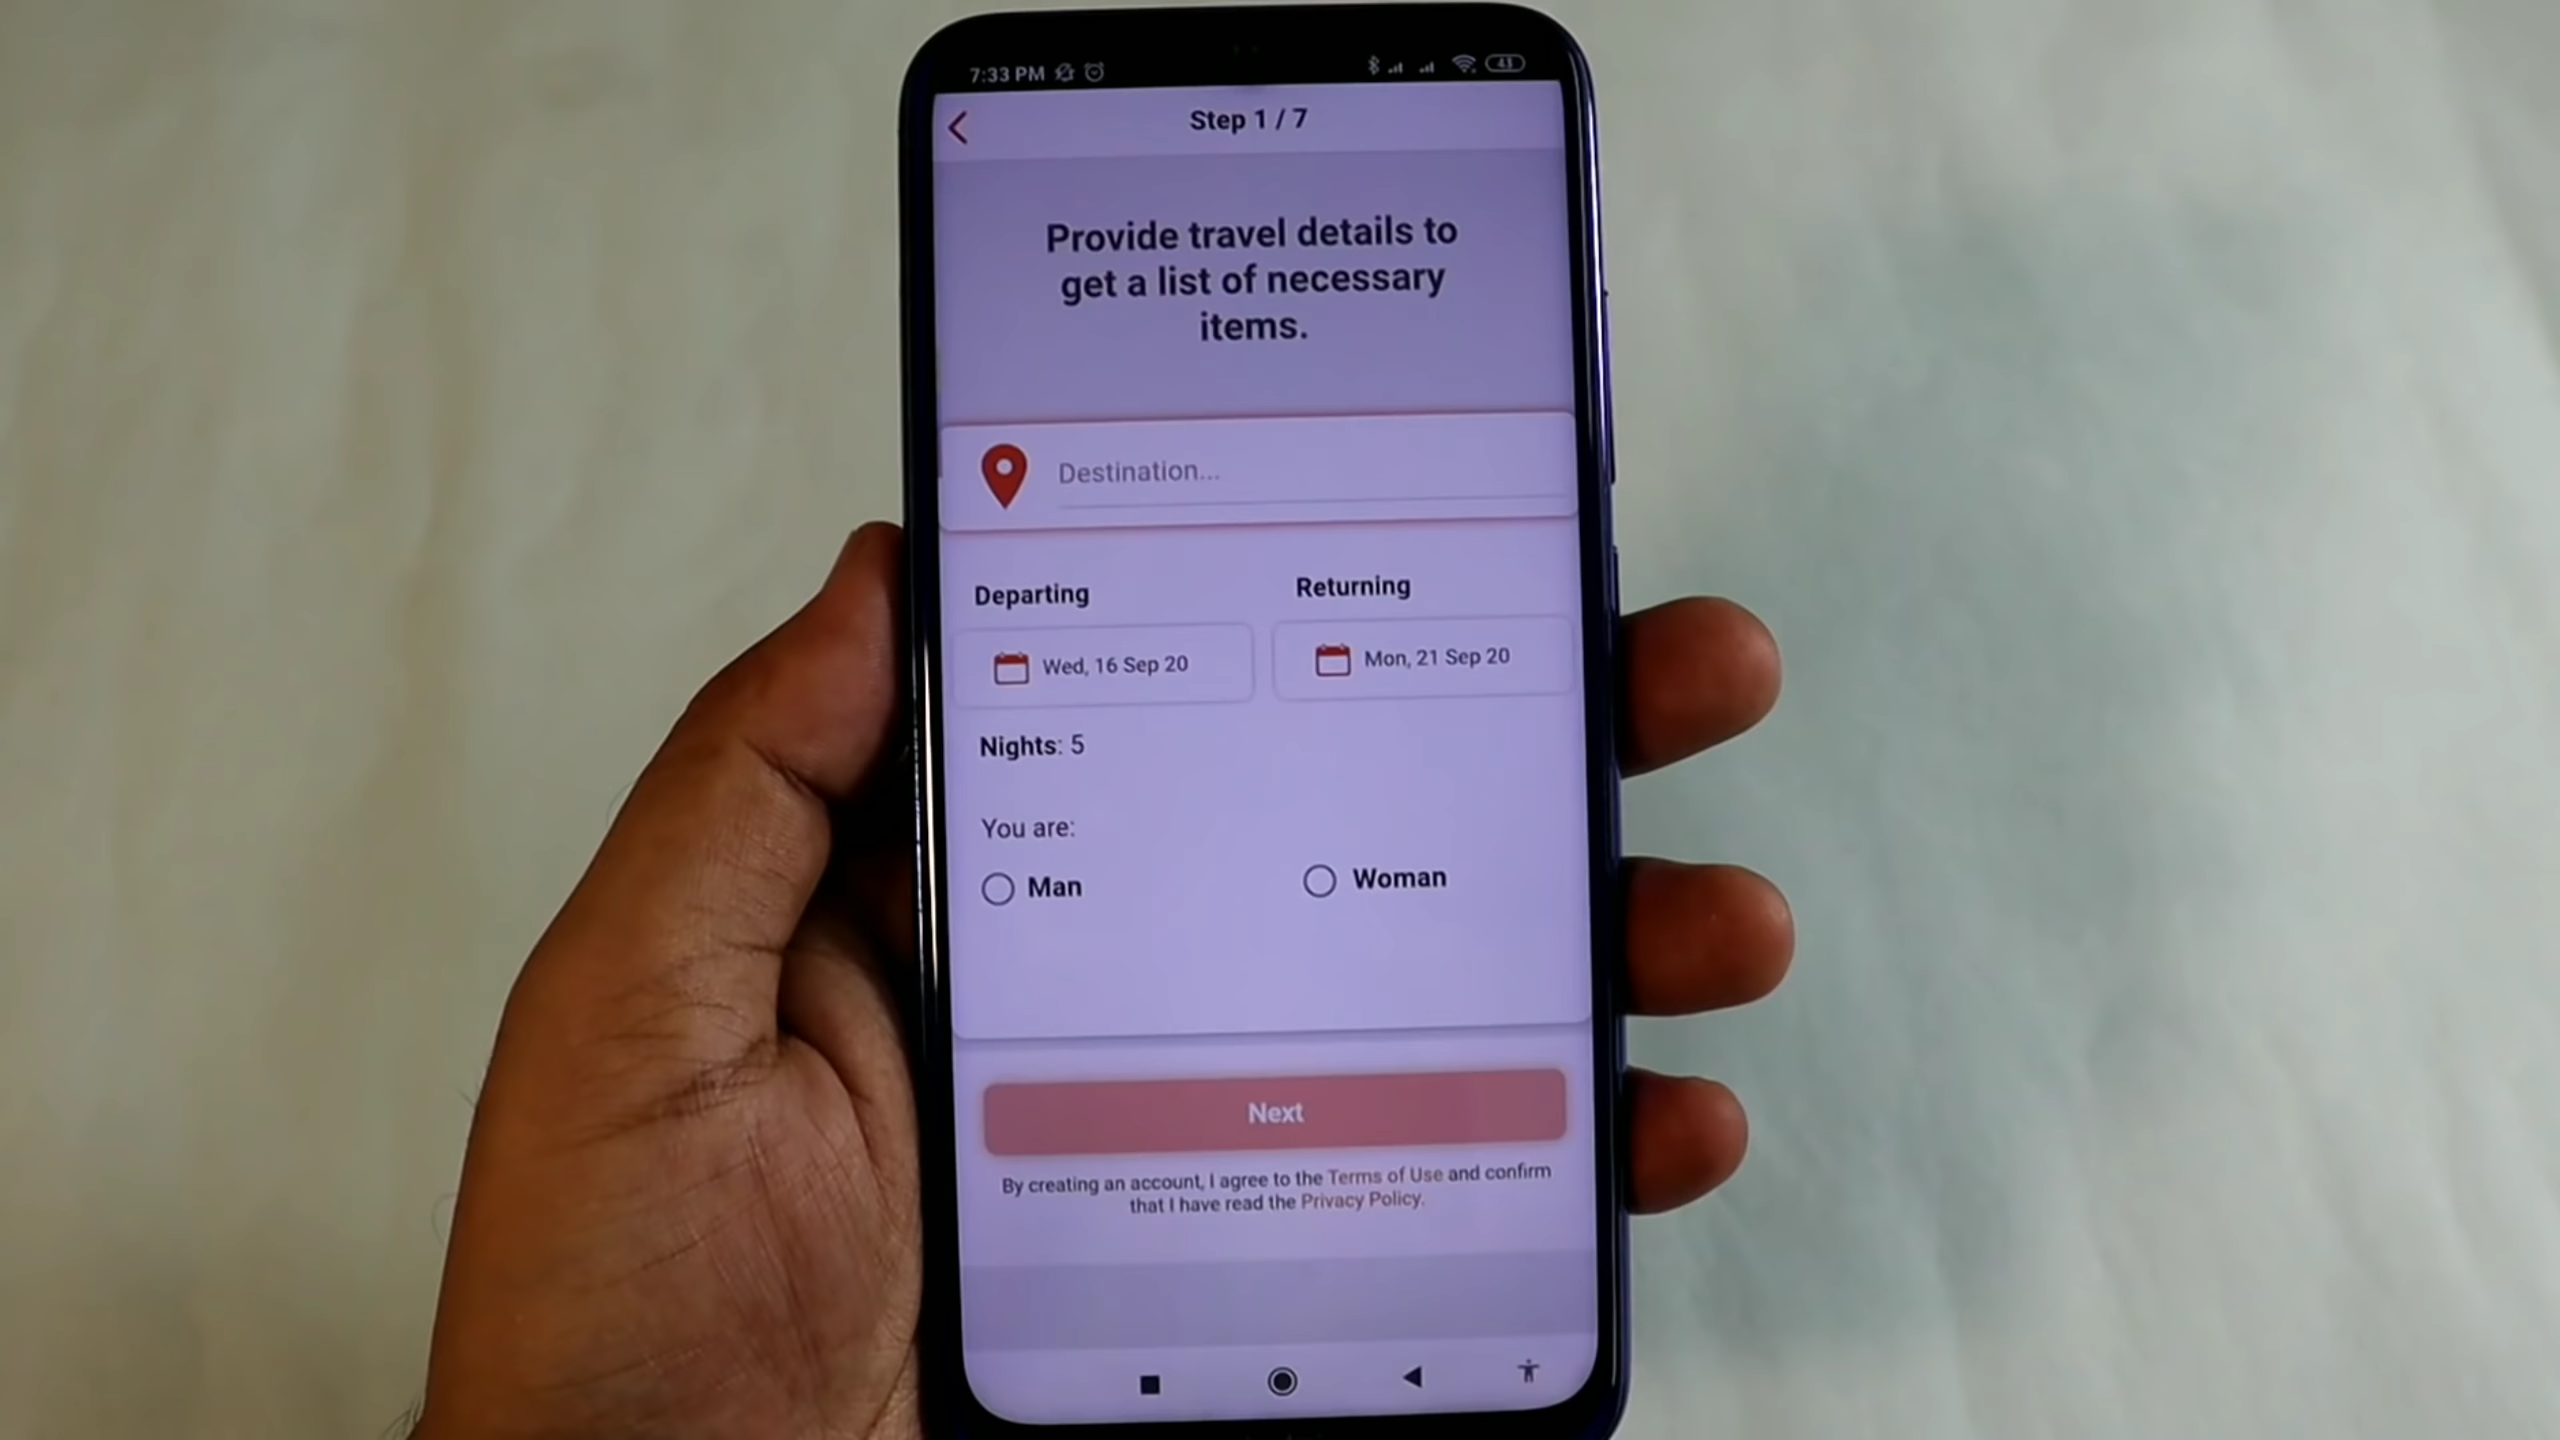 7:33 PM
43
Step 1 / 7
Provide travel details to
get a list of necessary
items.
Destination...
Departing
Returning
Wed, 16 Sep 20
Mon, 21 Sep 20
Nights: 5
You are:
Man
Woman
Next
By creating an account, I agree to the Terms of Use and confirm
that I have read the Privacy Policy.